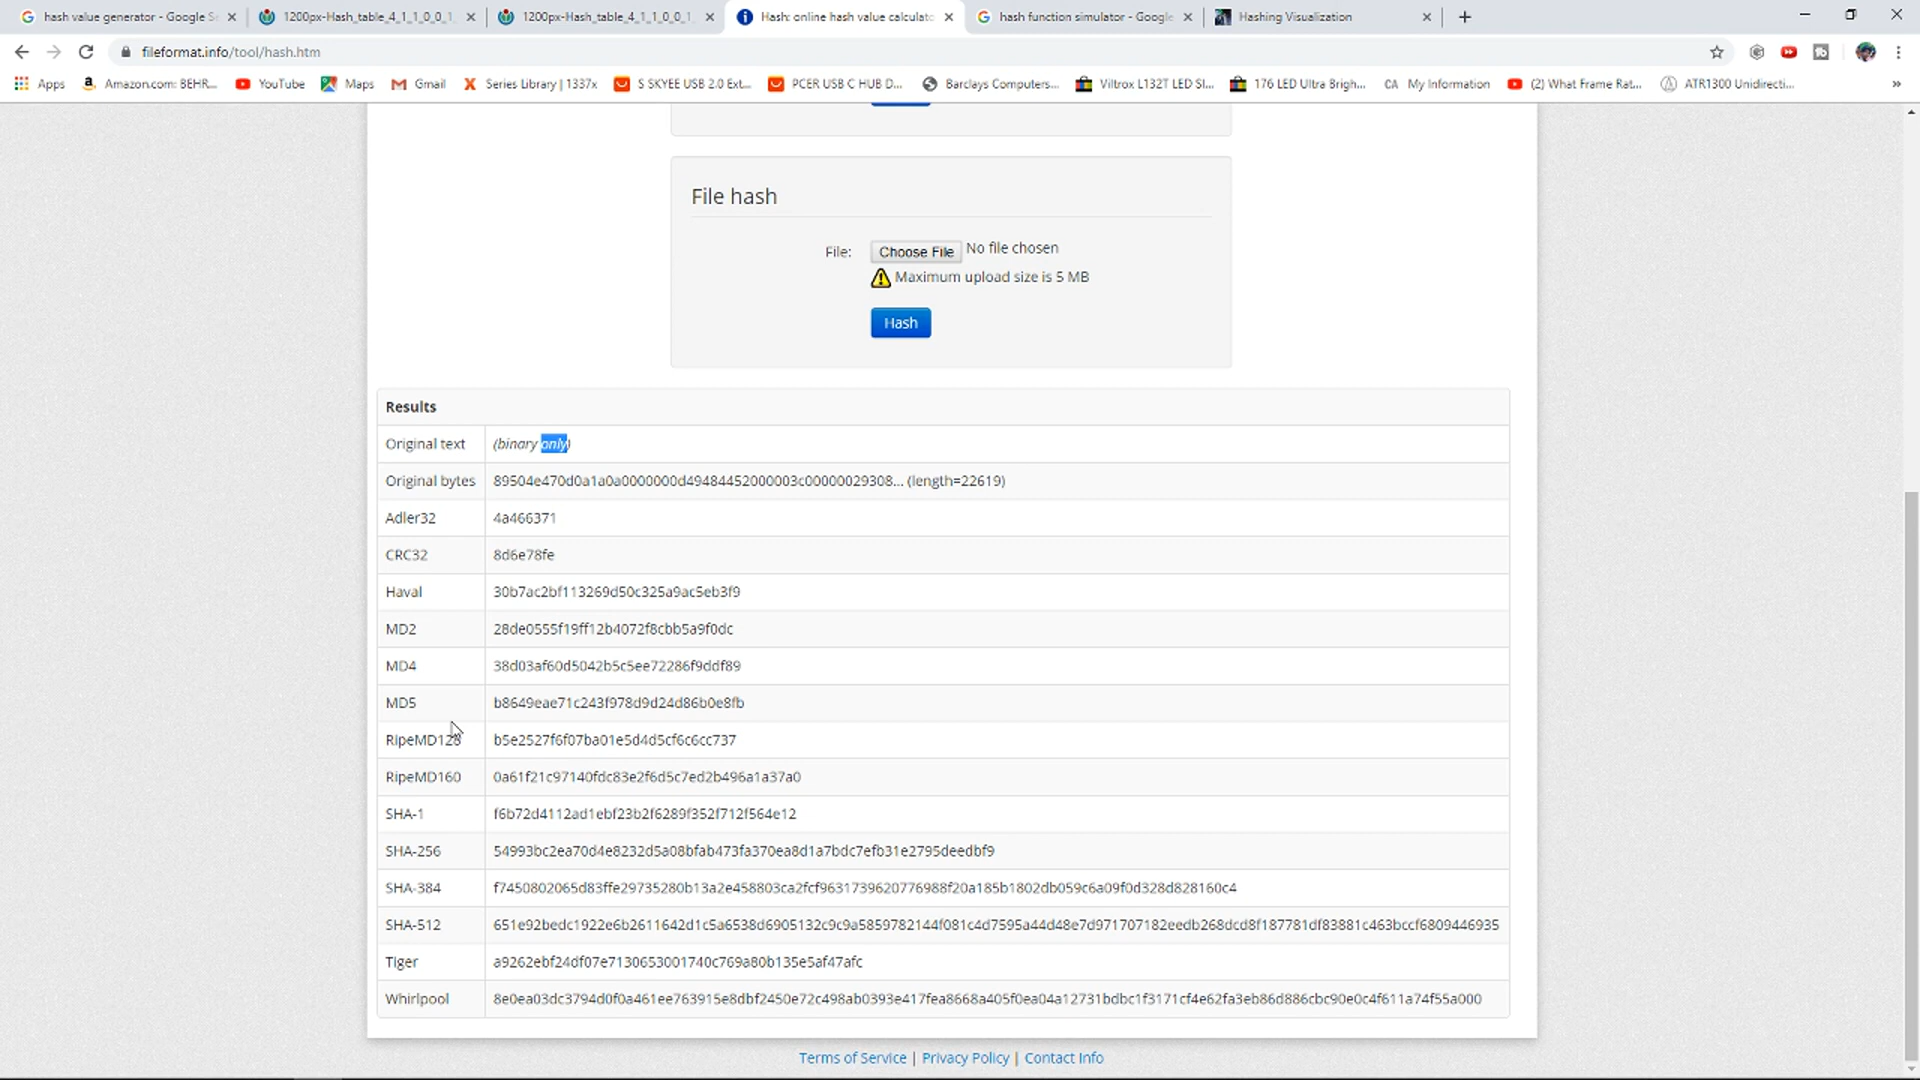 hash value generator - Google Se
1200px-Hash_table_4_1_1_0_0_1_
1200px-Hash_table_4_1_1_0_0_1_
Hash: online hash value calculato
hash function simulator - Google
Hashing Visualization
fileformat.info/tool/hash.htm
Apps
Amazon.com: BEHR...
YouTube
Maps
Gmail
Series Library | 1337x
S SKYEE USB 2.0 Ext...
PCER USB C HUB D...
Barclays Computers...
Viltrox L132T LED Sl...
176 LED Ultra Brigh...
CA My Information
(2) What Frame Rat...
ATR1300 Unidirecti...
»
File hash
File: Choose File No file chosen
Maximum upload size is 5 MB
Hash
Results
Original text (binary only)
Original bytes 89504e470d0a1a0a0000000d49484452000003c00000029308... (length=22619)
Adler32 4a466371
CRC32 8d6e78fe
Haval 30b7ac2bf113269d50c325a9ac5eb3f9
MD2 28de0555f19ff12b4072f8cbb5a9f0dc
MD4 38d03af60d5042b5c5ee72286f9ddf89
MD5 b8649eae71c243f978d9d24d86b0e8fb
RipeMD128 b5e2527f6f07ba01e5d4d5cf6c6cc737
RipeMD160 0a61f21c97140fdc83e2f6d5c7ed2b496a1a37a0
SHA-1 f6b72d4112ad1ebf23b2f6289f352f712f564e12
SHA-256 54993bc2ea70d4e8232d5a08bfab473fa370ea8d1a7bdc7efb31e2795deedbf9
SHA-384 f7450802065d83ffe29735280b13a2e458803ca2fcf9631739620776988f20a185b1802db059c6a09f0d328d828160c4
SHA-512 651e92bedc1922e6b2611642d1c5a6538d6905132c9c9a5859782144f081c4d7595a44d48e7d971707182eedb268dcd8f187781df83881c463bccf6809446935
Tiger a9262ebf24df07e7130653001740c769a80b135e5af47afc
Whirlpool 8e0ea03dc3794d0f0a461ee763915e8dbf2450e72c498ab0393e417fea8668a405f0ea04a12731bdbc1f3171cf4e62fa3eb86d886cbc90e0c4f611a74f55a000
Terms of Service | Privacy Policy | Contact Info